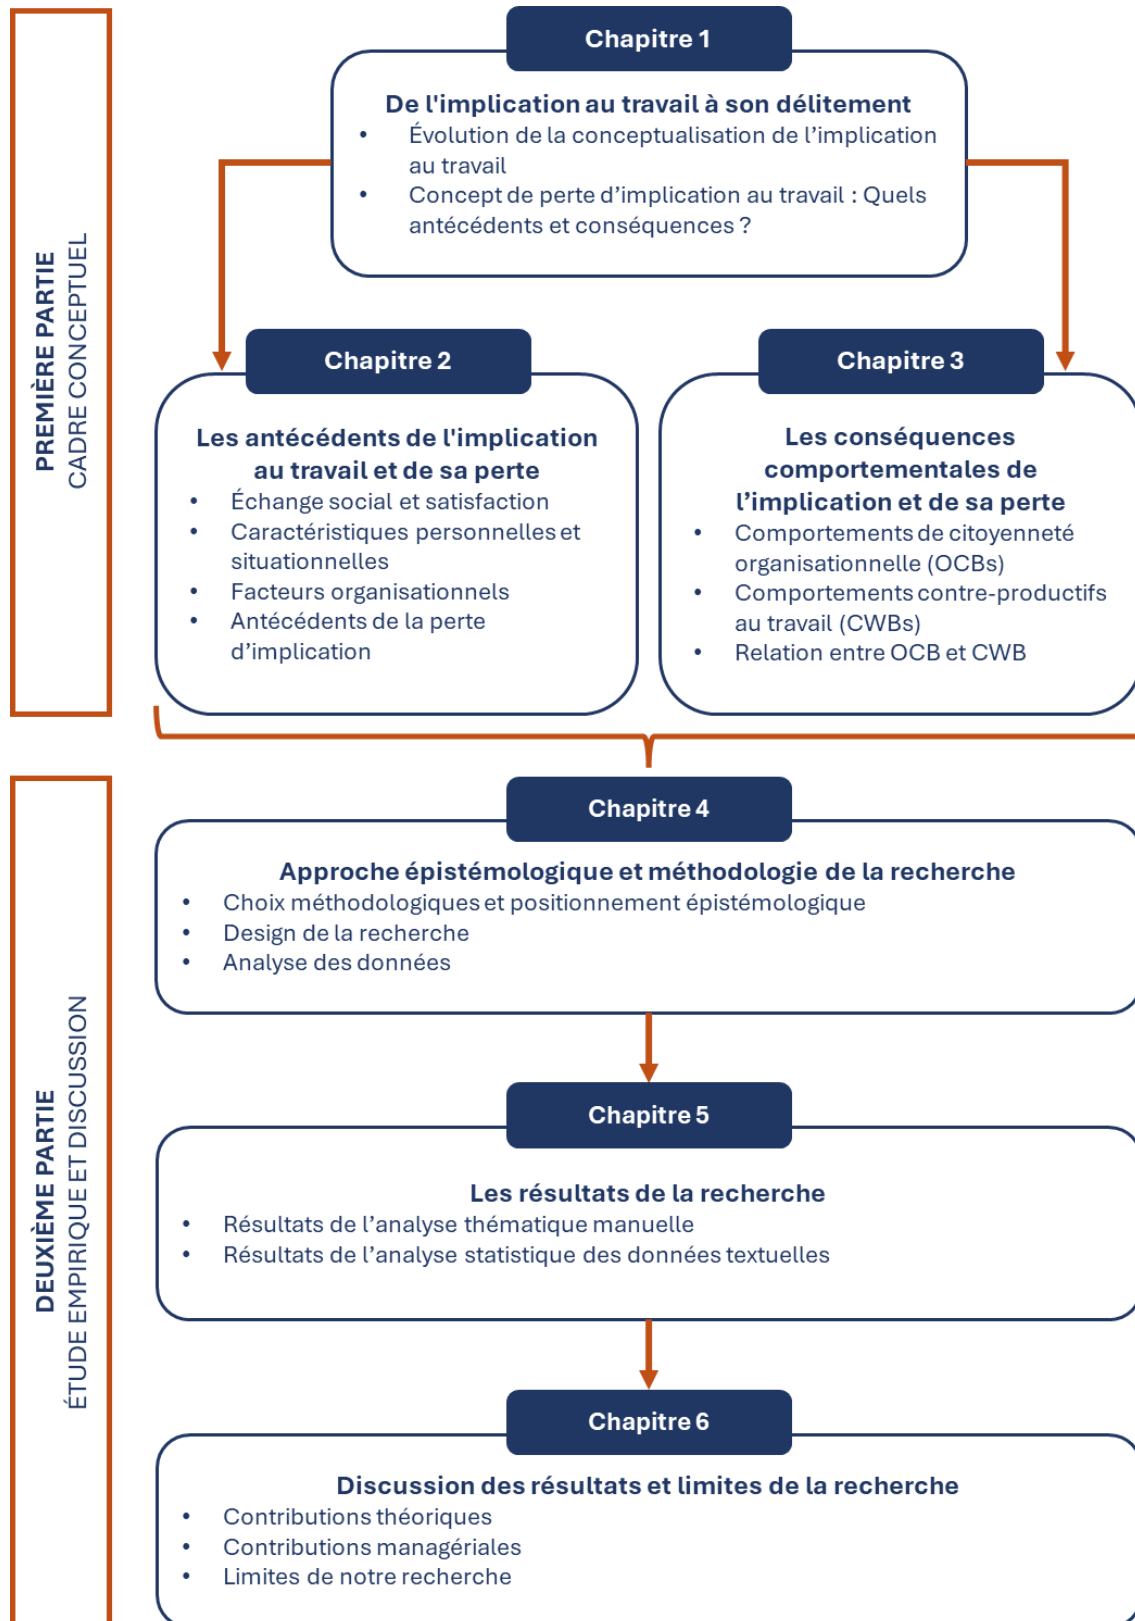 PREMIÈRE PARTIE
CADRE CONCEPTUEL
Chapitre 1
De l'implication au travail à son délitement
• Évolution de la conceptualisation de l’implication
au travail
• Concept de perte d’implication au travail : Quels
antécédents et conséquences ?
Chapitre 2
Les antécédents de l'implication
au travail et de sa perte
• Échange social et satisfaction
• Caractéristiques personnelles et
situationnelles
• Facteurs organisationnels
• Antécédents de la perte
d’implication
Chapitre 3
Les conséquences
comportementales de
l’implication et de sa perte
• Comportements de citoyenneté
organisationnelle (OCBs)
• Comportements contre-productifs
au travail (CWBs)
• Relation entre OCB et CWB
DEUXIÈME PARTIE
ÉTUDE EMPIRIQUE ET DISCUSSION
Chapitre 4
Approche épistémologique et méthodologie de la recherche
• Choix méthodologiques et positionnement épistémologique
• Design de la recherche
• Analyse des données
Chapitre 5
Les résultats de la recherche
• Résultats de l’analyse thématique manuelle
• Résultats de l’analyse statistique des données textuelles
Chapitre 6
Discussion des résultats et limites de la recherche
• Contributions théoriques
• Contributions managériales
• Limites de notre recherche